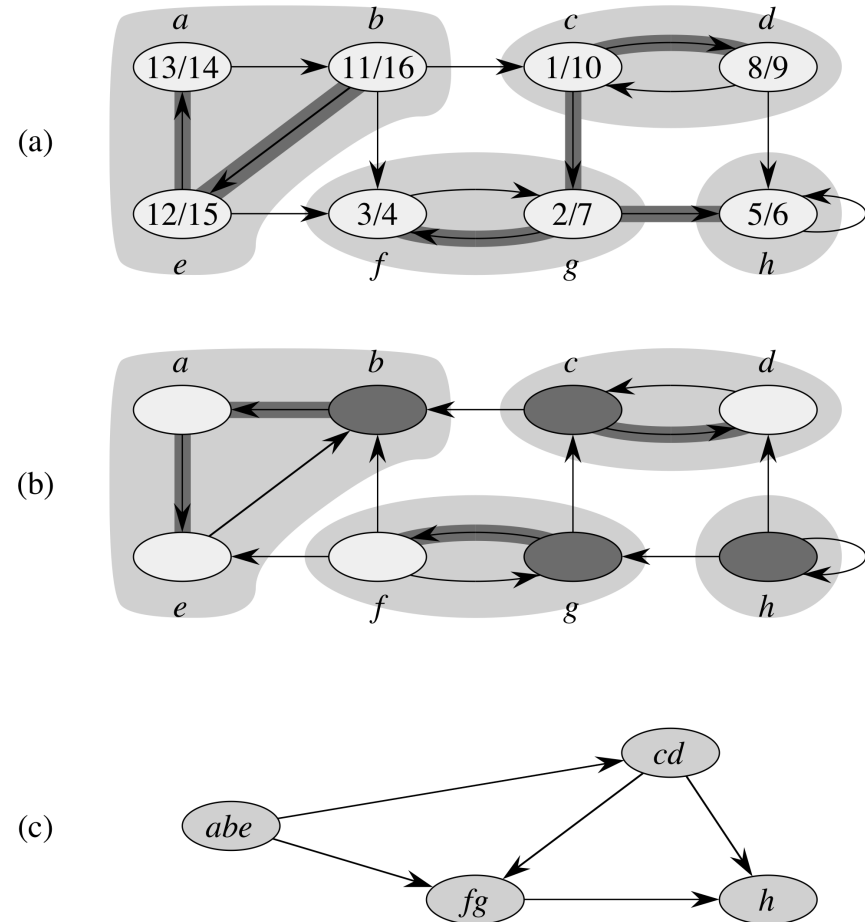 a b c d
13/14 11/16 1/10 8/9
(a)
12/15 3/4 2/7 5/6
e f g h
a b c d
(b)
e f g h
cd
(c) abe
fg h